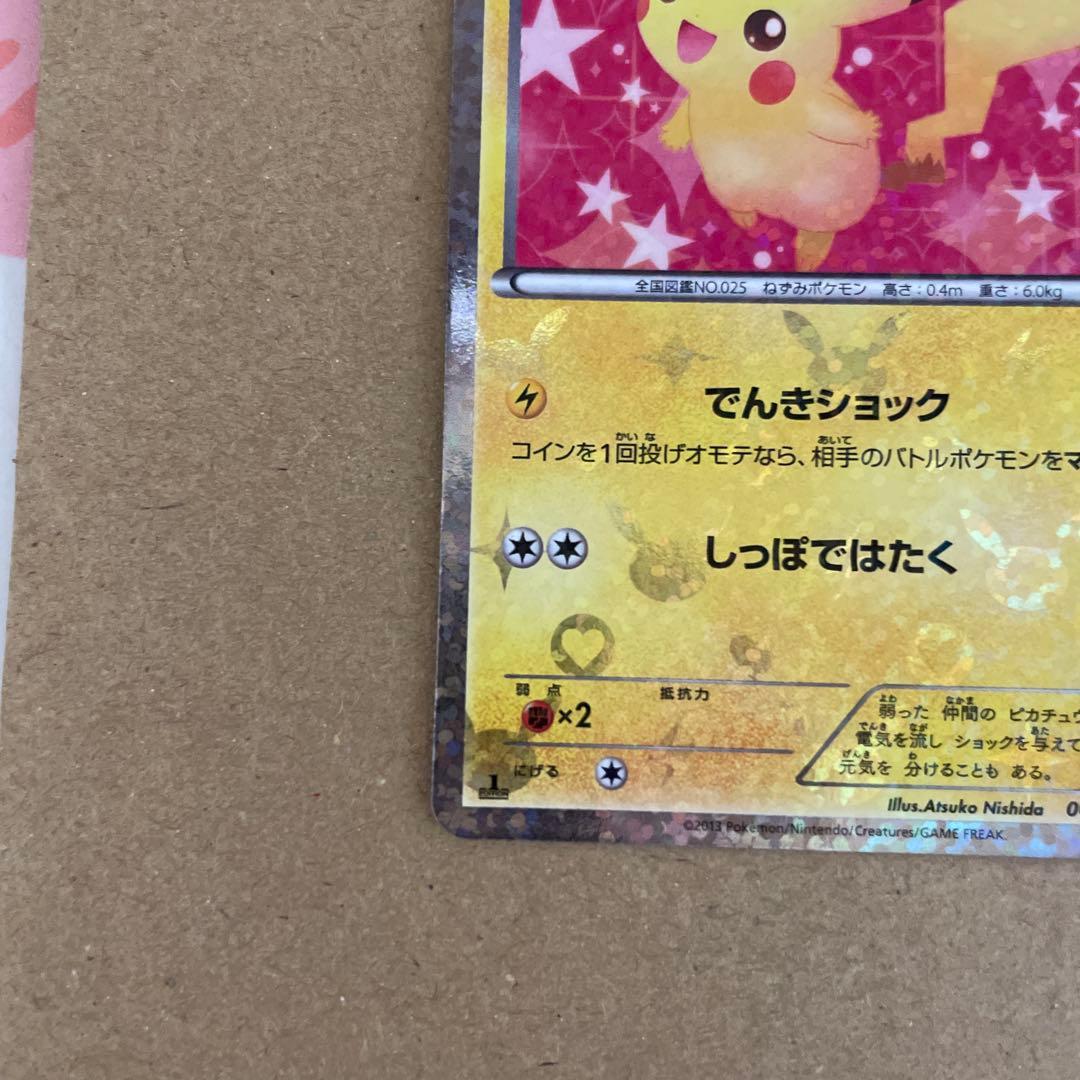 全国図鑑NO.025 ねずみポケモン 高さ:0.4m 重さ:6.0kg
でんきショック
コインを1回投げオモテなら、相手のバトルポケモンをマ
しっぽではたく
弱点 抵抗力
×2
弱った 仲間の ピカチュウ
電気を流し ショックを与えて
元気を 分けることも ある。
にげる
1
EDITION
Illus.Atsuko Nishida
©2013 Pokémon/Nintendo/Creatures/GAME FREAK.